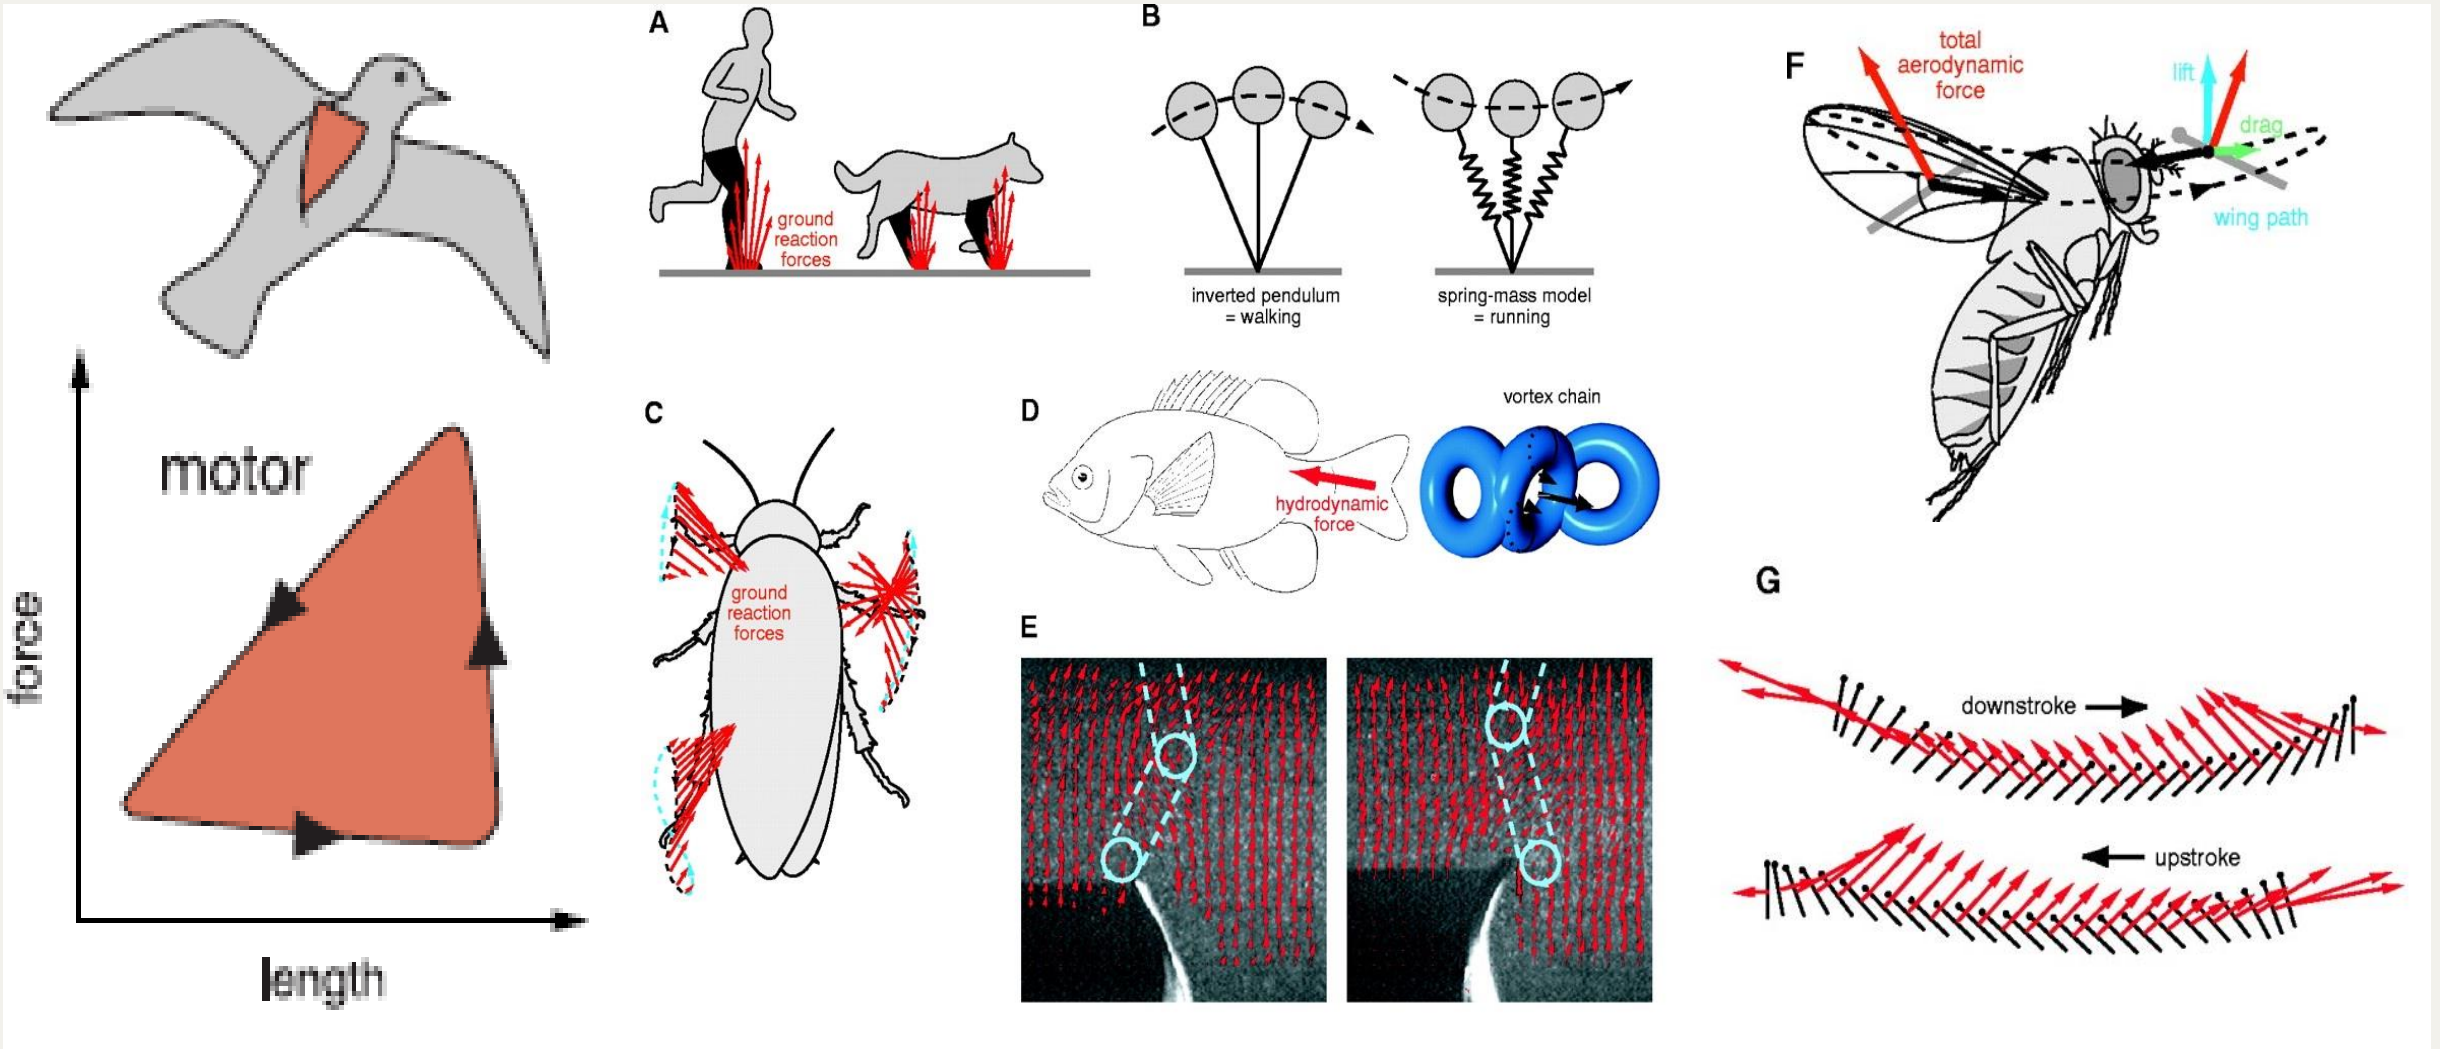 motor
force
length
A
ground
reaction
forces
B
inverted pendulum
= walking
spring-mass model
= running
C
ground
reaction
forces
D
hydrodynamic
force
vortex chain
E
F
total
aerodynamic
force
lift
drag
wing path
G
downstroke
upstroke